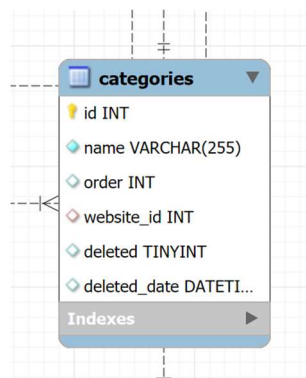 categories
id INT
name VARCHAR(255)
order INT
website_id INT
deleted TINYINT
deleted_date DATETI...
Indexes